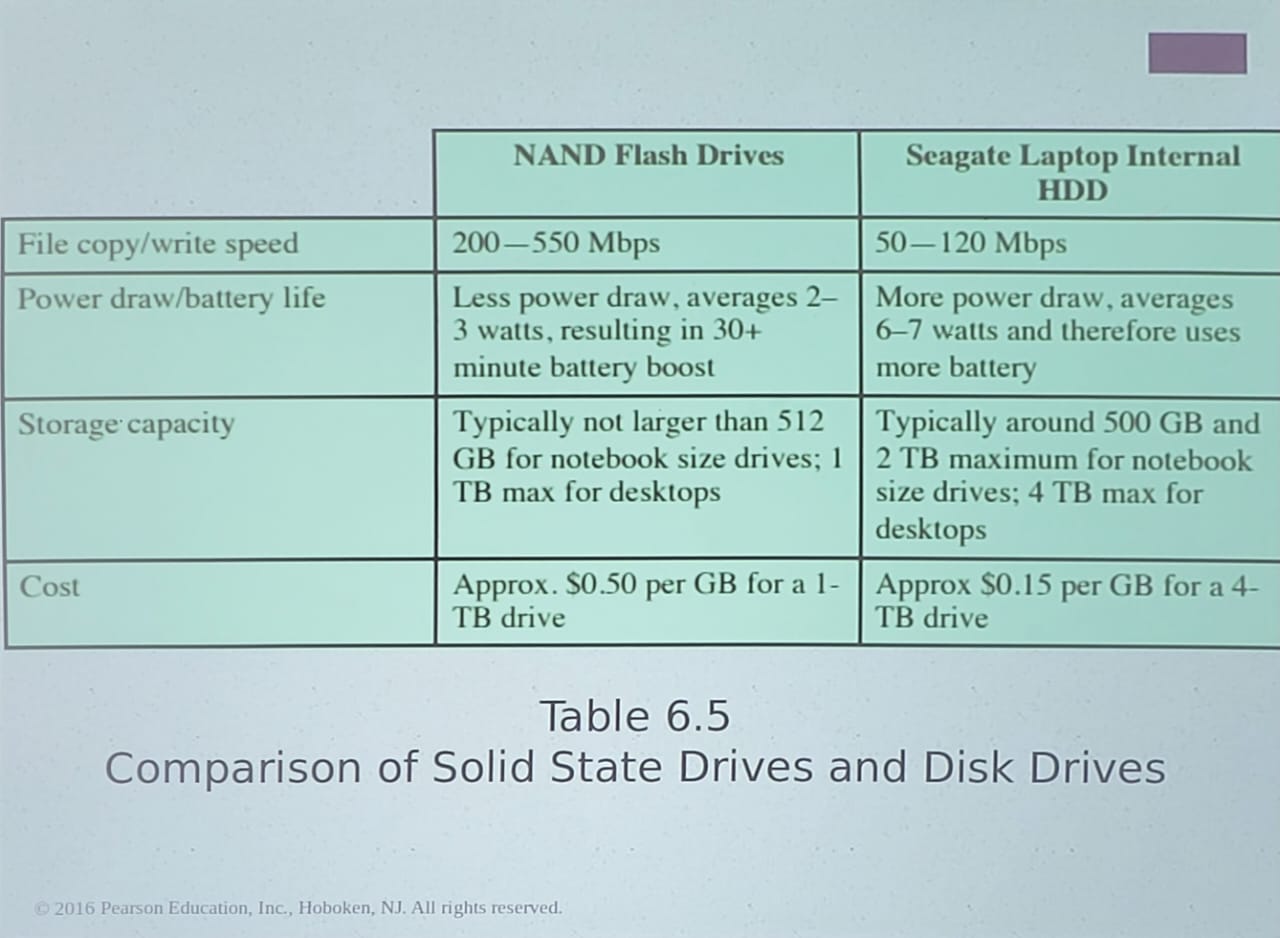 NAND Flash Drives
Seagate Laptop Internal
HDD
File copy/write speed
200—550 Mbps
50—120 Mbps
Power draw/battery life
Less power draw, averages 2–
3 watts, resulting in 30+
minute battery boost
More power draw, averages
6–7 watts and therefore uses
more battery
Storage capacity
Typically not larger than 512
GB for notebook size drives; 1
TB max for desktops
Typically around 500 GB and
2 TB maximum for notebook
size drives; 4 TB max for
desktops
Cost
Approx. $0.50 per GB for a 1-
TB drive
Approx $0.15 per GB for a 4-
TB drive
Table 6.5
Comparison of Solid State Drives and Disk Drives
© 2016 Pearson Education, Inc., Hoboken, NJ. All rights reserved.